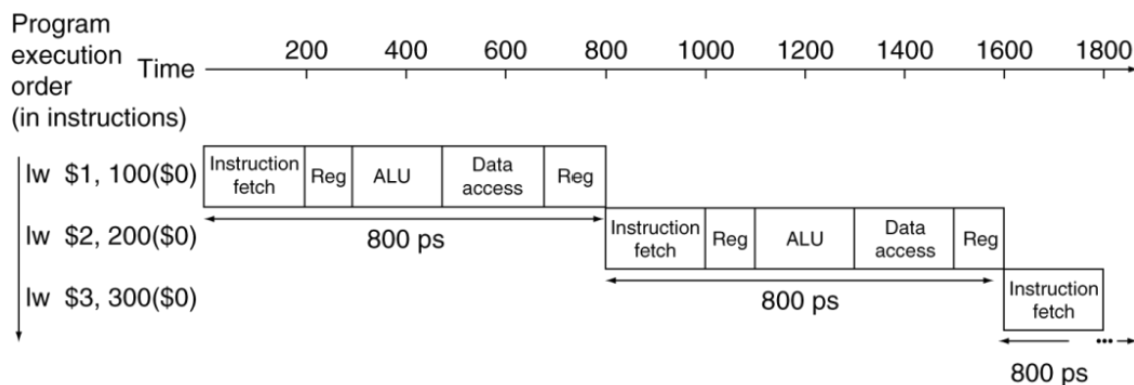 Program
execution
order
(in instructions)
Time
200 400 600 800 1000 1200 1400 1600 1800
lw $1, 100($0)
Instruction
fetch
Reg
ALU
Data
access
Reg
800 ps
lw $2, 200($0)
Instruction
fetch
Reg
ALU
Data
access
Reg
800 ps
lw $3, 300($0)
Instruction
fetch
...
800 ps